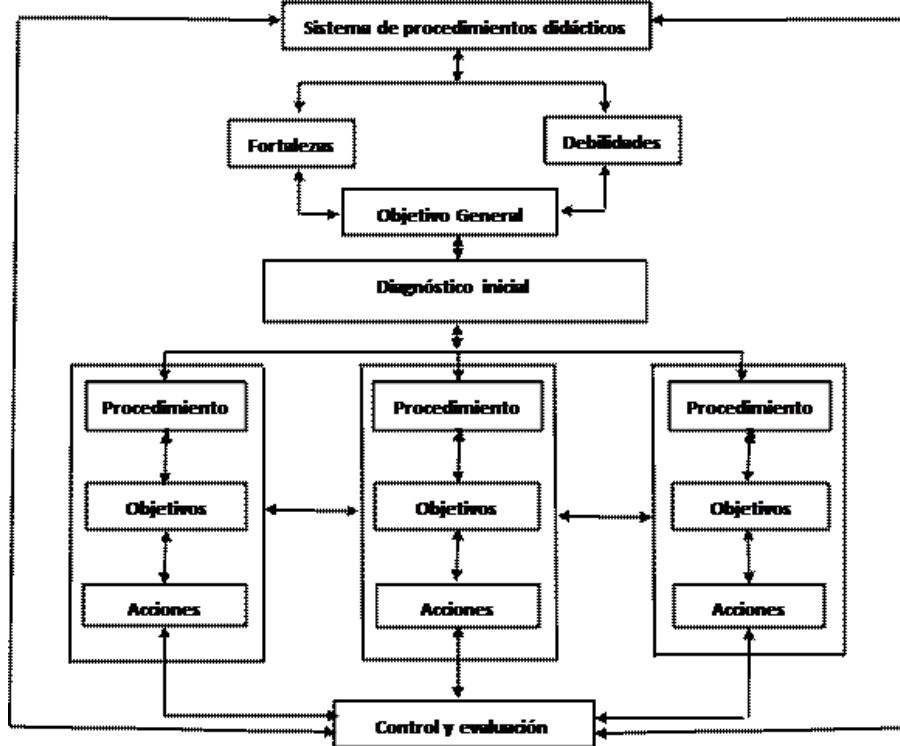 Sistema de procedimientos didácticos
Fortalezas
Debilidades
Objetivo General
Diagnóstico inicial
Procedimiento
Procedimiento
Procedimiento
Objetivos
Objetivos
Objetivos
Acciones
Acciones
Acciones
Control y evaluación